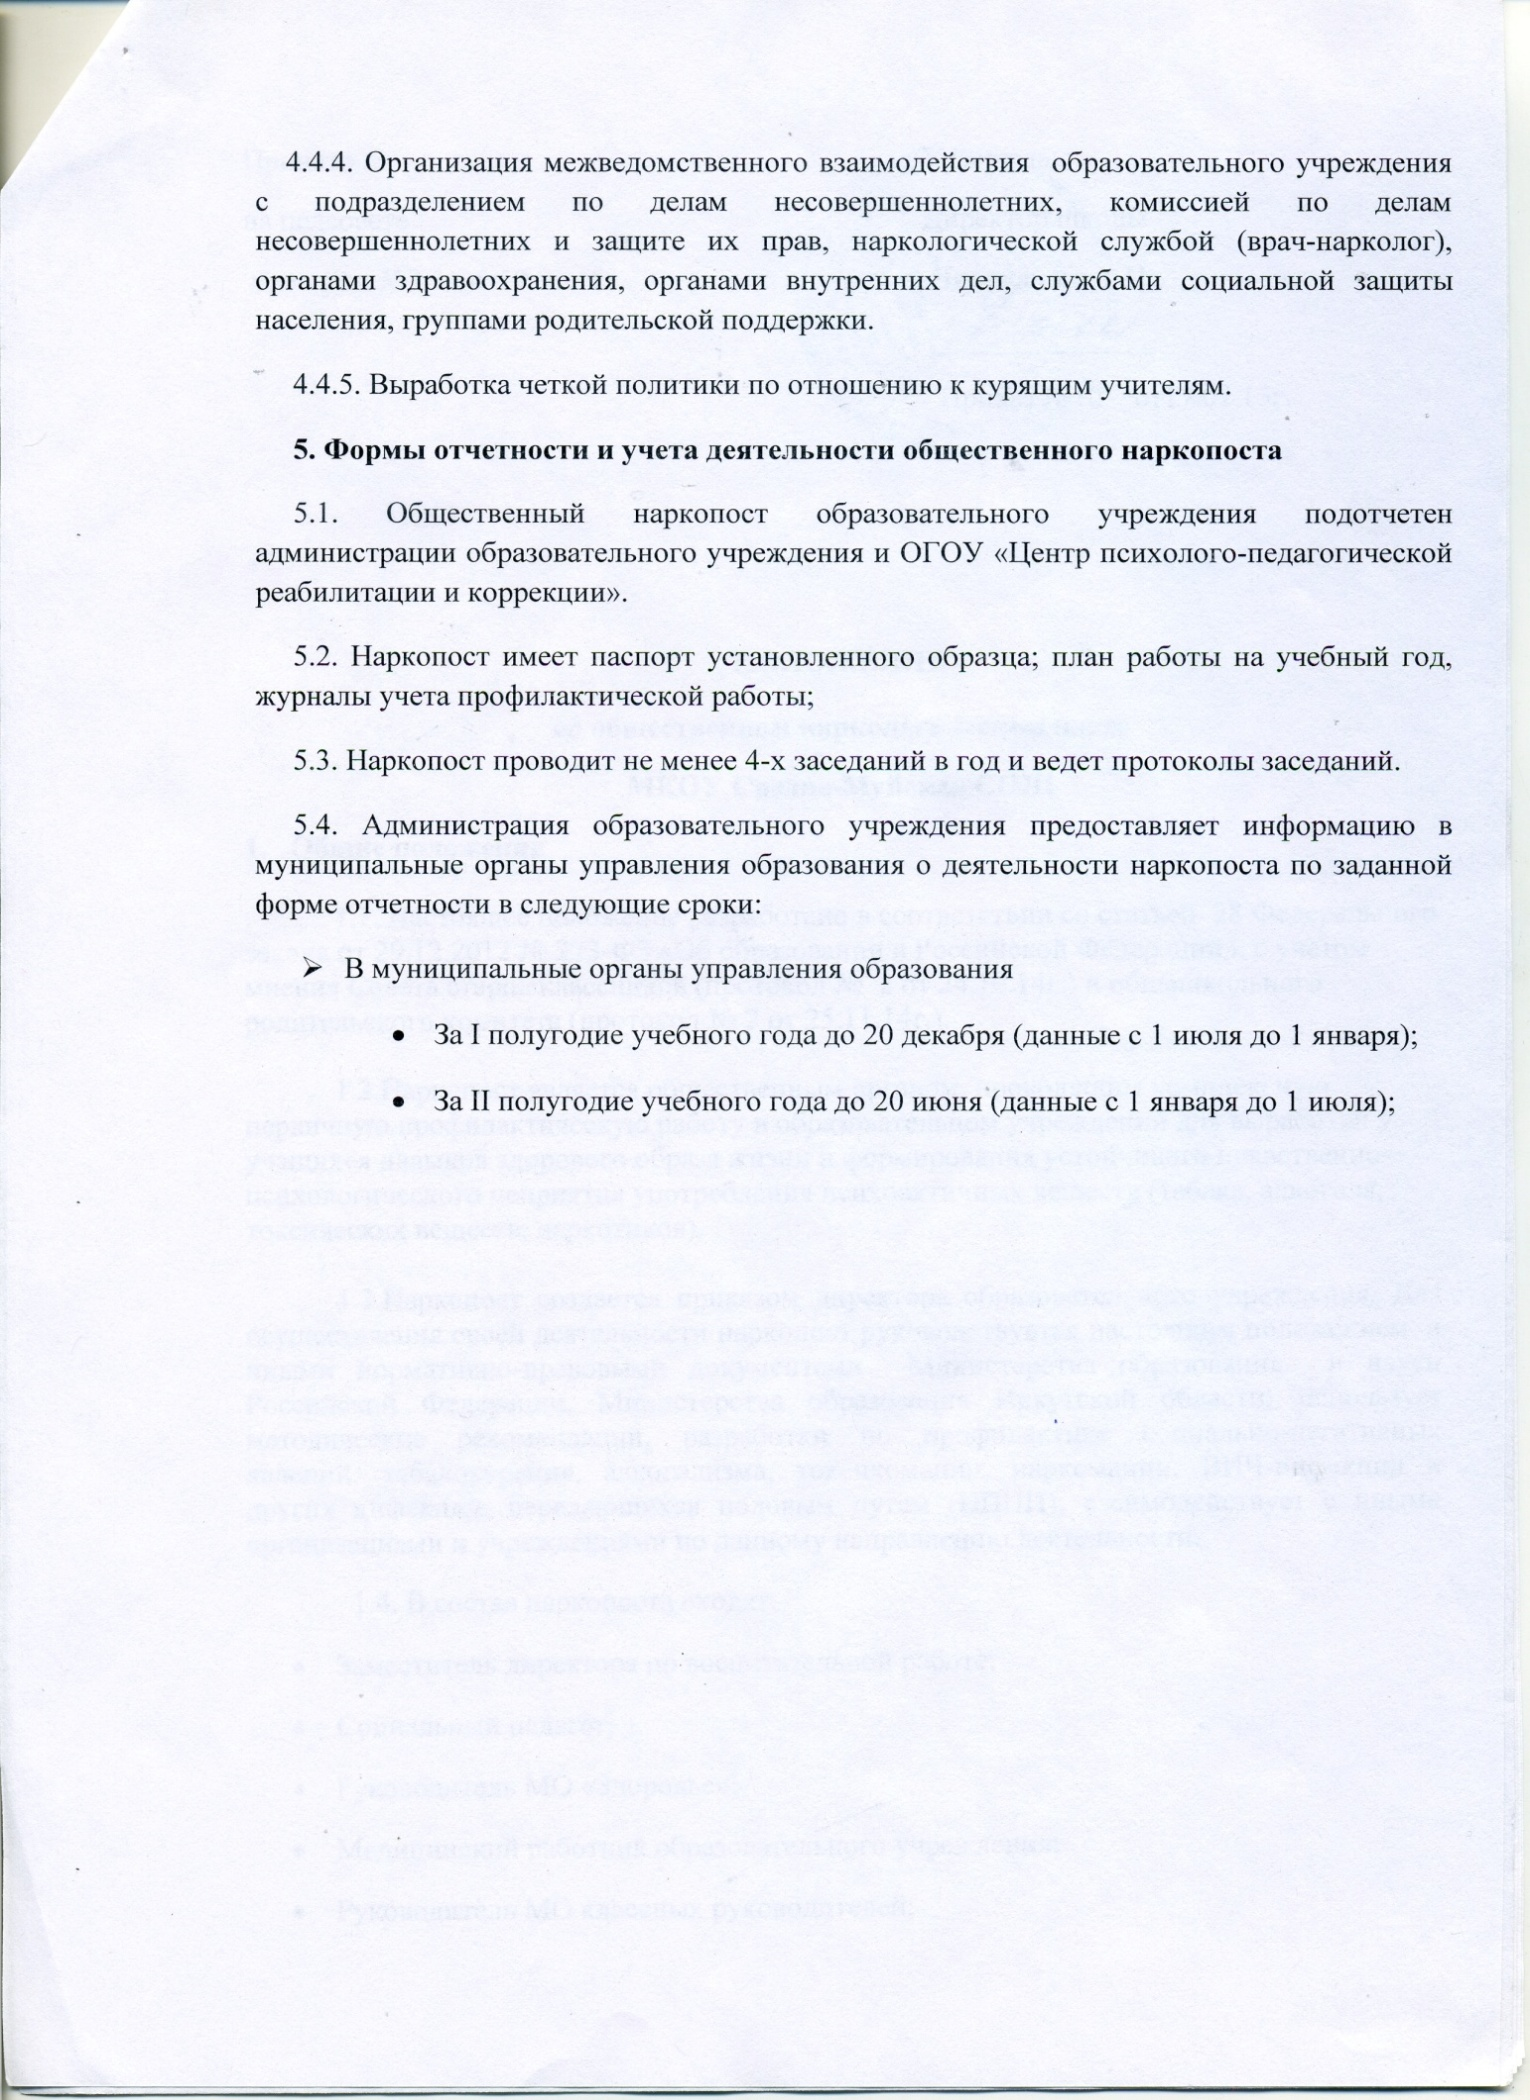 4.4.4. Организация межведомственного взаимодействия образовательного учреждения
с подразделением по делам несовершеннолетних, комиссией по делам
несовершеннолетних и защите их прав, наркологической службой (врач-нарколог),
органами здравоохранения, органами внутренних дел, службами социальной защиты
населения, группами родительской поддержки.
4.4.5. Выработка четкой политики по отношению к курящим учителям.
5. Формы отчетности и учета деятельности общественного наркопоста
5.1. Общественный наркопост образовательного учреждения подотчетен
администрации образовательного учреждения и ОГОУ «Центр психолого-педагогической
реабилитации и коррекции».
5.2. Наркопост имеет паспорт установленного образца; план работы на учебный год,
журналы учета профилактической работы;
5.3. Наркопост проводит не менее 4-х заседаний в год и ведет протоколы заседаний.
5.4. Администрация образовательного учреждения предоставляет информацию в
муниципальные органы управления образования о деятельности наркопоста по заданной
форме отчетности в следующие сроки:
➢ В муниципальные органы управления образования
• За I полугодие учебного года до 20 декабря (данные с 1 июля до 1 января);
• За II полугодие учебного года до 20 июня (данные с 1 января до 1 июля);